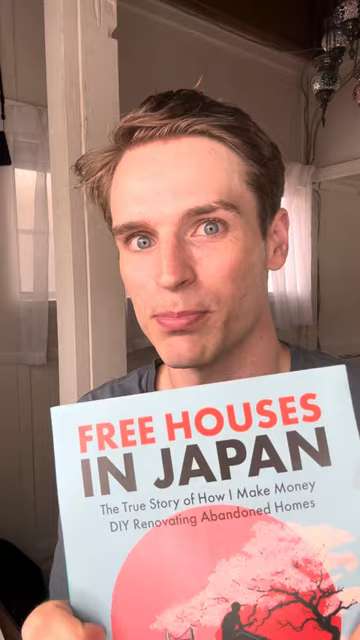 FREE HOUSES
IN JAPAN
The True Story of How I Make Money
DIY Renovating Abandoned Homes